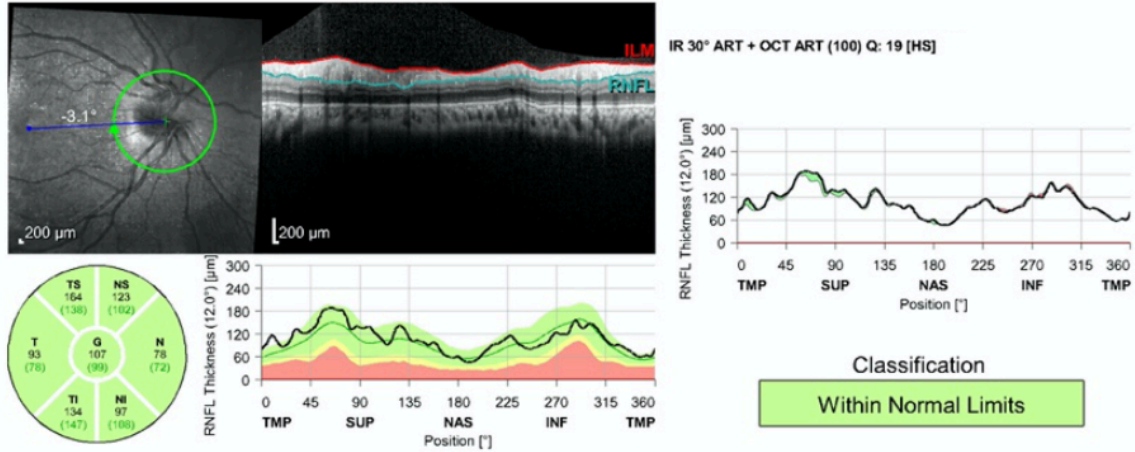 -3.1°
200 µm
ILM
RNFL
200 µm
IR 30° ART + OCT ART (100) Q: 19 [HS]
RNFL Thickness (12.0°) [µm]
300
240
180
120
60
0
0 45 90 135 180 225 270 315 360
TMP SUP NAS INF TMP
Position [°]
TS
164
(138)
NS
123
(102)
T
93
(78)
G
107
(99)
N
78
(72)
TI
134
(147)
NI
97
(108)
RNFL Thickness (12.0°) [µm]
300
240
180
120
60
0
0 45 90 135 180 225 270 315 360
TMP SUP NAS INF TMP
Position [°]
Classification
Within Normal Limits